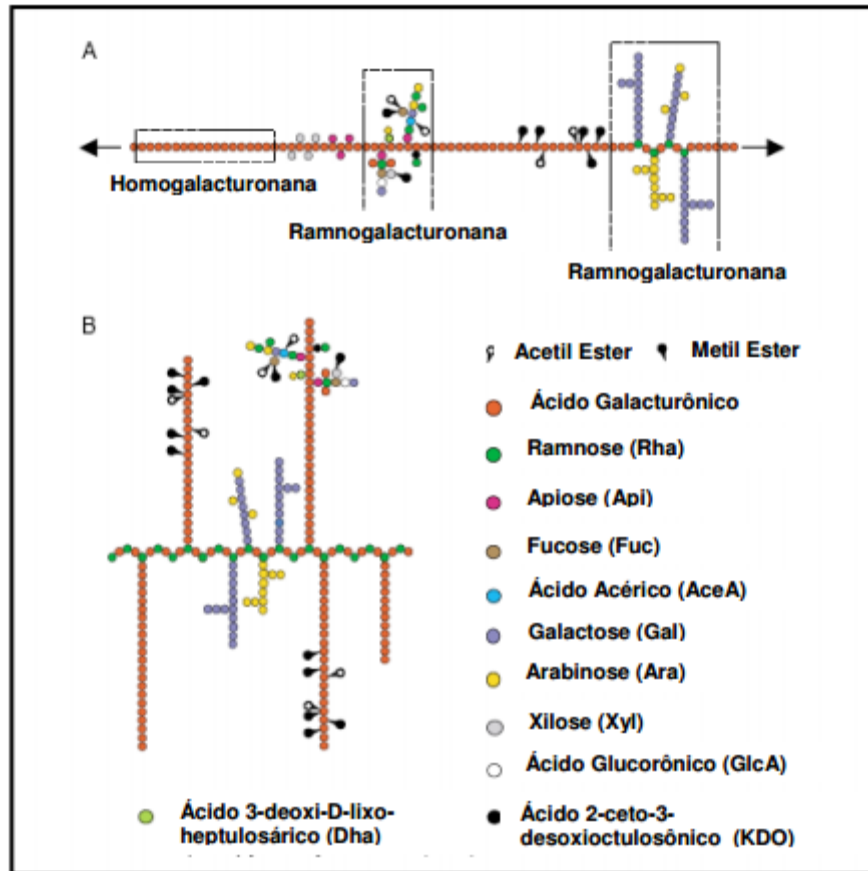 A
Homogalacturonana
Ramnogalacturonana
Ramnogalacturonana
B
Acetil Ester
Metil Ester
Ácido Galacturônico
Ramnose (Rha)
Apiose (Api)
Fucose (Fuc)
Ácido Acérico (AceA)
Galactose (Gal)
Arabinose (Ara)
Xilose (Xyl)
Ácido Glucorônico (GlcA)
Ácido 3-deoxi-D-lixo-
heptulosárico (Dha)
Ácido 2-ceto-3-
desoxioctulosônico (KDO)